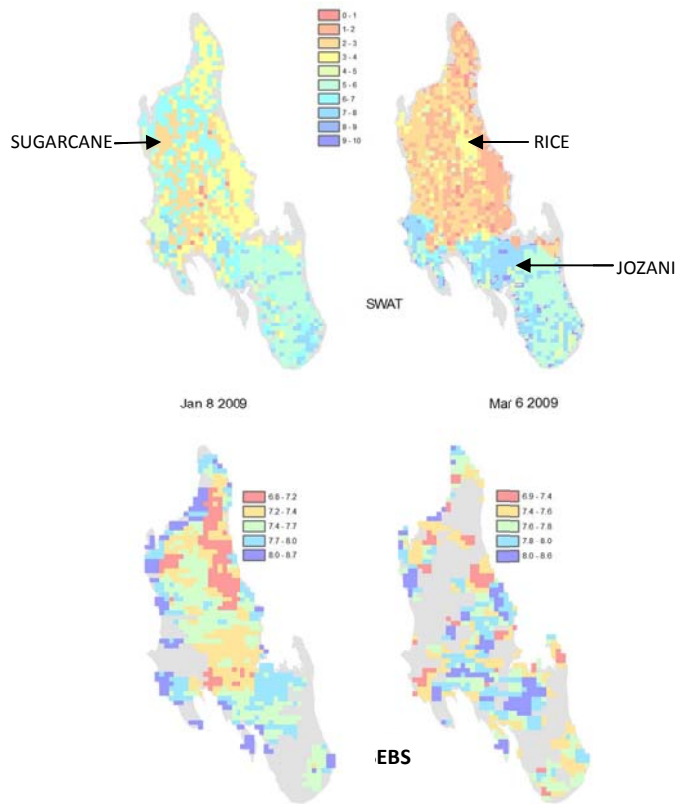 0 - 1
1 - 2
2 - 3
3 - 4
4 - 5
5 - 6
6 - 7
7 - 8
8 - 9
9 - 10
SUGARCANE
RICE
JOZANI
SWAT
Jan 8 2009
Mar 6 2009
6.8 - 7.2
7.2 - 7.4
7.4 - 7.7
7.7 - 8.0
8.0 - 8.7
6.9 - 7.4
7.4 - 7.6
7.6 - 7.8
7.8 - 8.0
8.0 - 8.6
EBS